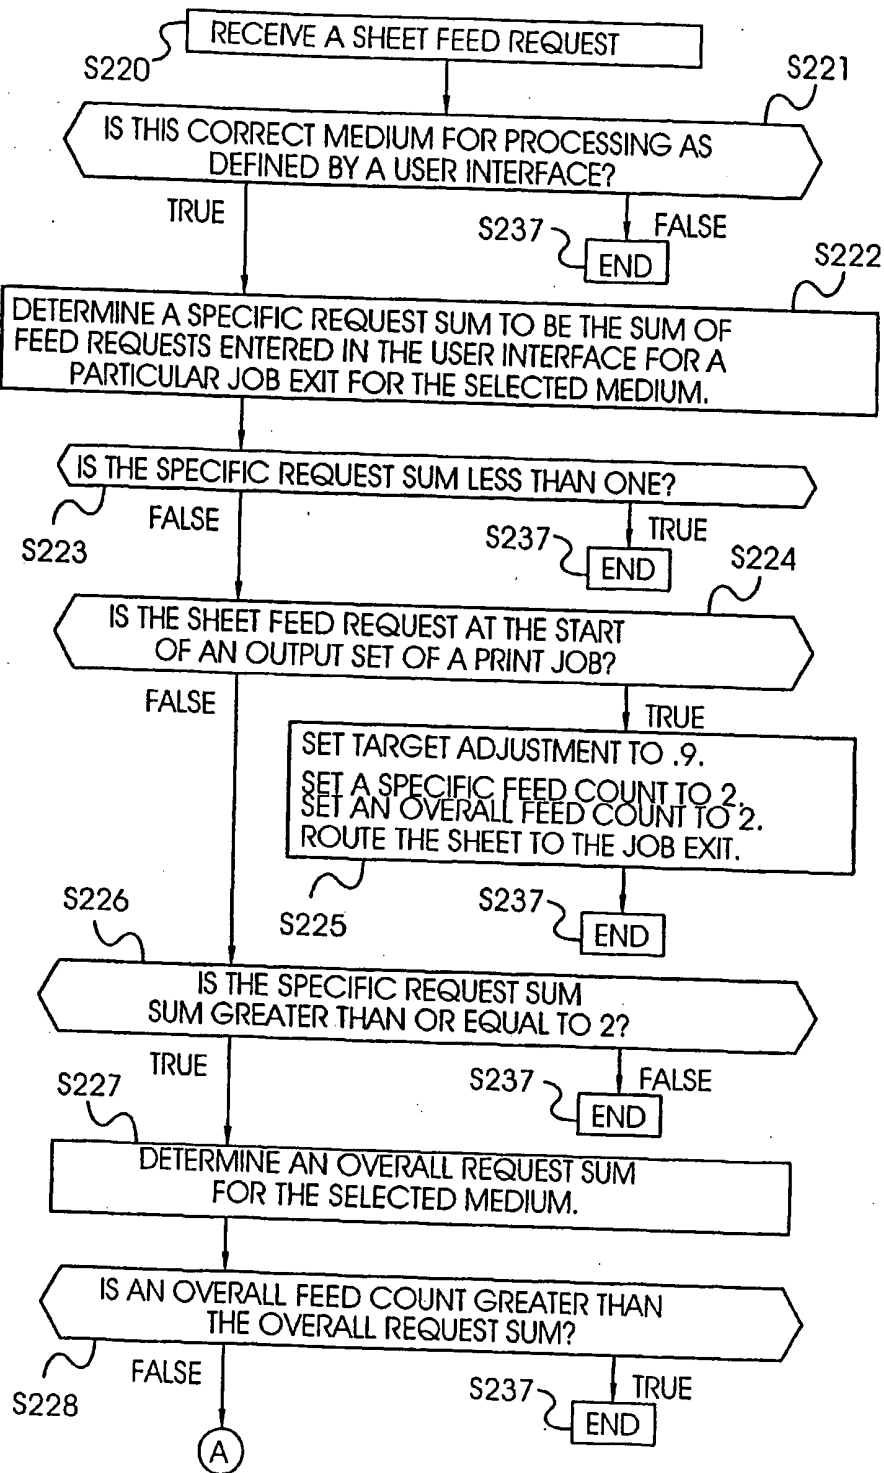 RECEIVE A SHEET FEED REQUEST
S220
S221
IS THIS CORRECT MEDIUM FOR PROCESSING AS
DEFINED BY A USER INTERFACE?
TRUE
FALSE
S237
END
S222
DETERMINE A SPECIFIC REQUEST SUM TO BE THE SUM OF
FEED REQUESTS ENTERED IN THE USER INTERFACE FOR A
PARTICULAR JOB EXIT FOR THE SELECTED MEDIUM.
IS THE SPECIFIC REQUEST SUM LESS THAN ONE?
S223
FALSE
TRUE
S237
END
S224
IS THE SHEET FEED REQUEST AT THE START
OF AN OUTPUT SET OF A PRINT JOB?
FALSE
TRUE
SET TARGET ADJUSTMENT TO .9.
SET A SPECIFIC FEED COUNT TO 2.
SET AN OVERALL FEED COUNT TO 2.
ROUTE THE SHEET TO THE JOB EXIT.
S225
S237
END
S226
IS THE SPECIFIC REQUEST SUM
SUM GREATER THAN OR EQUAL TO 2?
TRUE
FALSE
S237
END
S227
DETERMINE AN OVERALL REQUEST SUM
FOR THE SELECTED MEDIUM.
IS AN OVERALL FEED COUNT GREATER THAN
THE OVERALL REQUEST SUM?
S228
FALSE
TRUE
S237
END
A